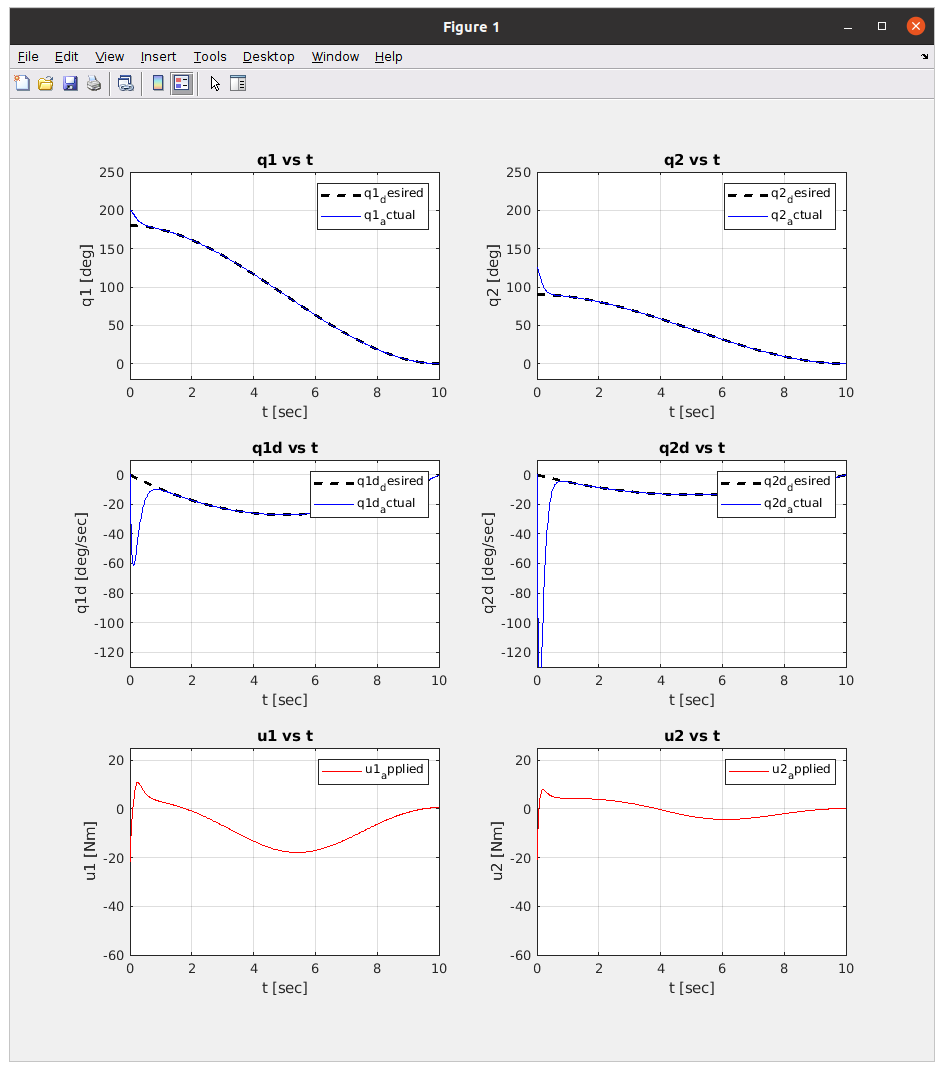 Figure 1
File Edit View Insert Tools Desktop Window Help
q1 vs t
250
200
150
100
50
0
q1 [deg]
q1_desired
q1_actual
0 2 4 6 8 10
t [sec]
q2 vs t
250
200
150
100
50
0
q2 [deg]
q2_desired
q2_actual
0 2 4 6 8 10
t [sec]
q1d vs t
0
-20
-40
-60
-80
-100
-120
q1d [deg/sec]
q1d_desired
q1d_actual
0 2 4 6 8 10
t [sec]
q2d vs t
0
-20
-40
-60
-80
-100
-120
q2d [deg/sec]
q2d_desired
q2d_actual
0 2 4 6 8 10
t [sec]
u1 vs t
20
0
-20
-40
-60
u1 [Nm]
u1_applied
0 2 4 6 8 10
t [sec]
u2 vs t
20
0
-20
-40
-60
u2 [Nm]
u2_applied
0 2 4 6 8 10
t [sec]